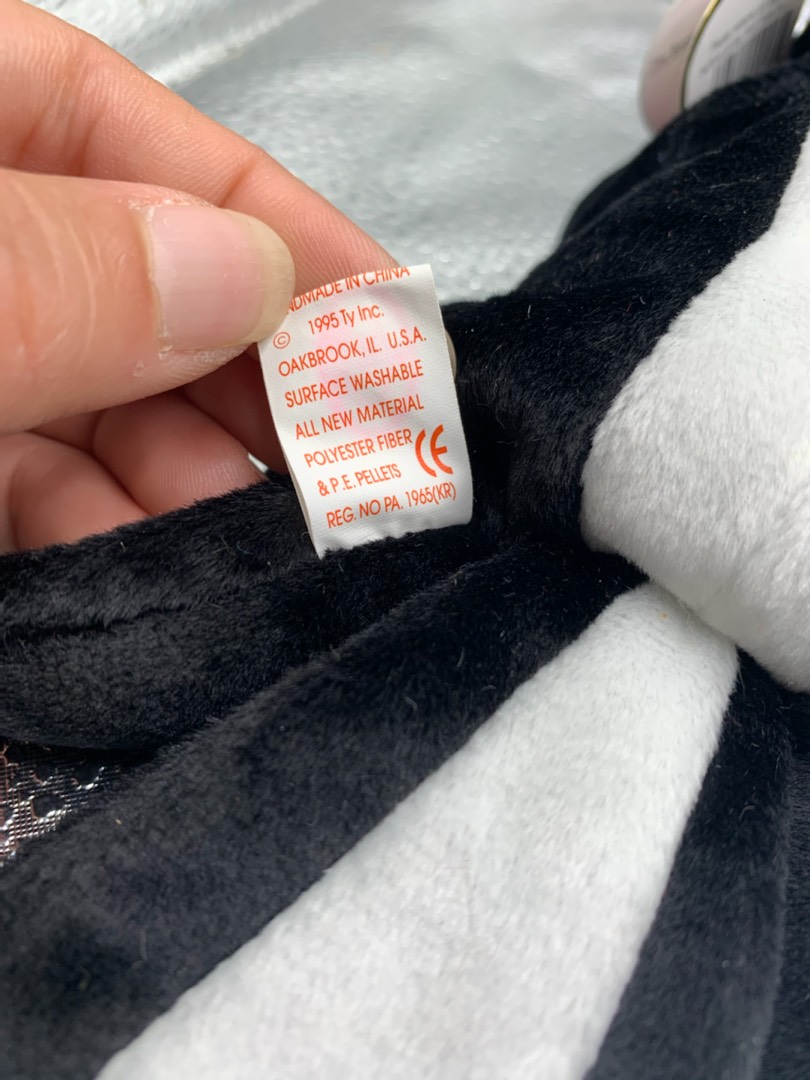 NDMADE IN CHINA
© 1995 Ty Inc.
OAKBROOK, IL. U.S.A.
SURFACE WASHABLE
ALL NEW MATERIAL
POLYESTER FIBER
& P.E. PELLETS CE
REG. NO PA. 1965(KR)